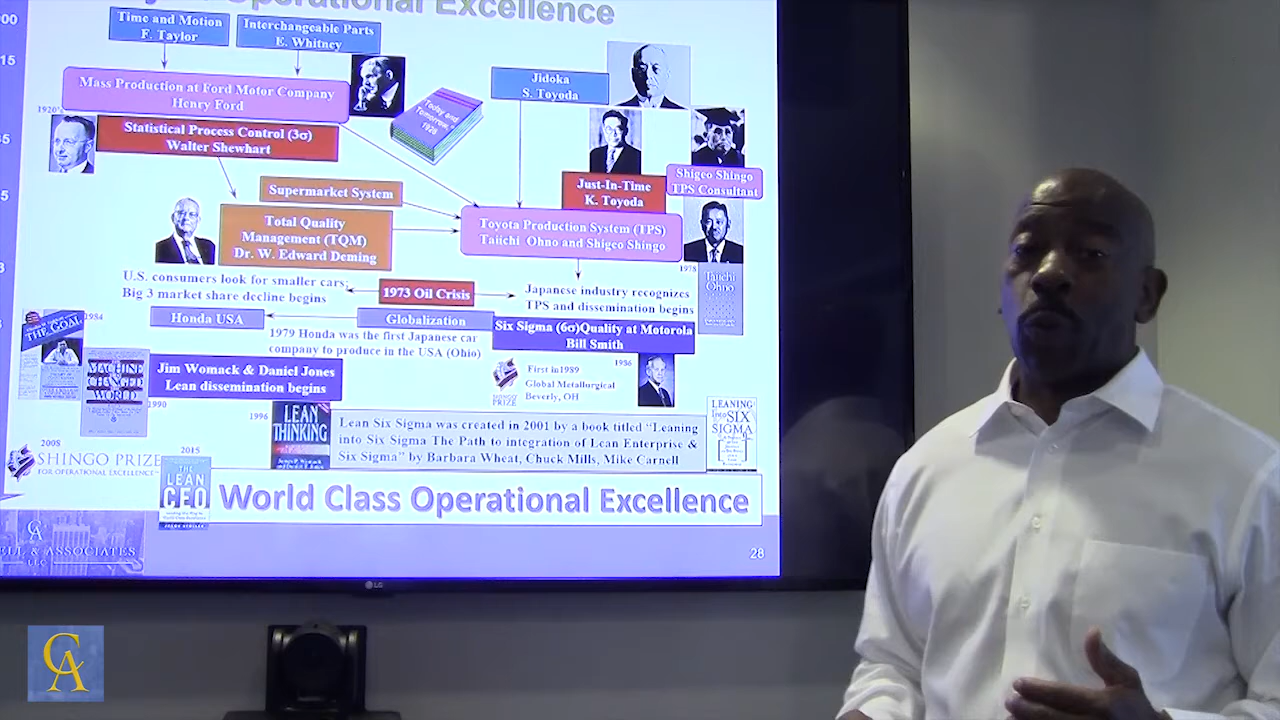 Operational Excellence
00
15
Time and Motion
F. Taylor
Interchangeable Parts
E. Whitney
Mass Production at Ford Motor Company
Henry Ford
Today and
Tomorrow,
1926
Jidoka
S. Toyoda
1920's
Statistical Process Control (3σ)
Walter Shewhart
Shigeo Shingo
TPS Consultant
Just-In-Time
K. Toyoda
Supermarket System
Total Quality
Management (TQM)
Dr. W. Edward Deming
Toyota Production System (TPS)
Taiichi Ohno and Shigeo Shingo
1978
Taiichi
Ohno
U.S. consumers look for smaller cars;
Big 3 market share decline begins
1973 Oil Crisis
Japanese industry recognizes
TPS and dissemination begins
Honda USA
Globalization
1979 Honda was the first Japanese car
company to produce in the USA (Ohio)
Six Sigma (6σ)Quality at Motorola
Bill Smith
1986
1984
THE GOAL
MACHINE
CHANGED
WORLD
1990
Jim Womack & Daniel Jones
Lean dissemination begins
SHINGO
PRIZE
First in1989
Global Metallurgical
Beverly, OH
1996
LEAN
THINKING
Lean Six Sigma was created in 2001 by a book titled “Leaning
into Six Sigma The Path to integration of Lean Enterprise &
Six Sigma” by Barbara Wheat, Chuck Mills, Mike Carnell
LEANING
Into SIX
SIGMA
2008
SHINGO PRIZE
FOR OPERATIONAL EXCELLENCE
2015
THE
LEAN
CEO
World Class Operational Excellence
CA
ELL & ASSOCIATES
LLC
28
LG
CA